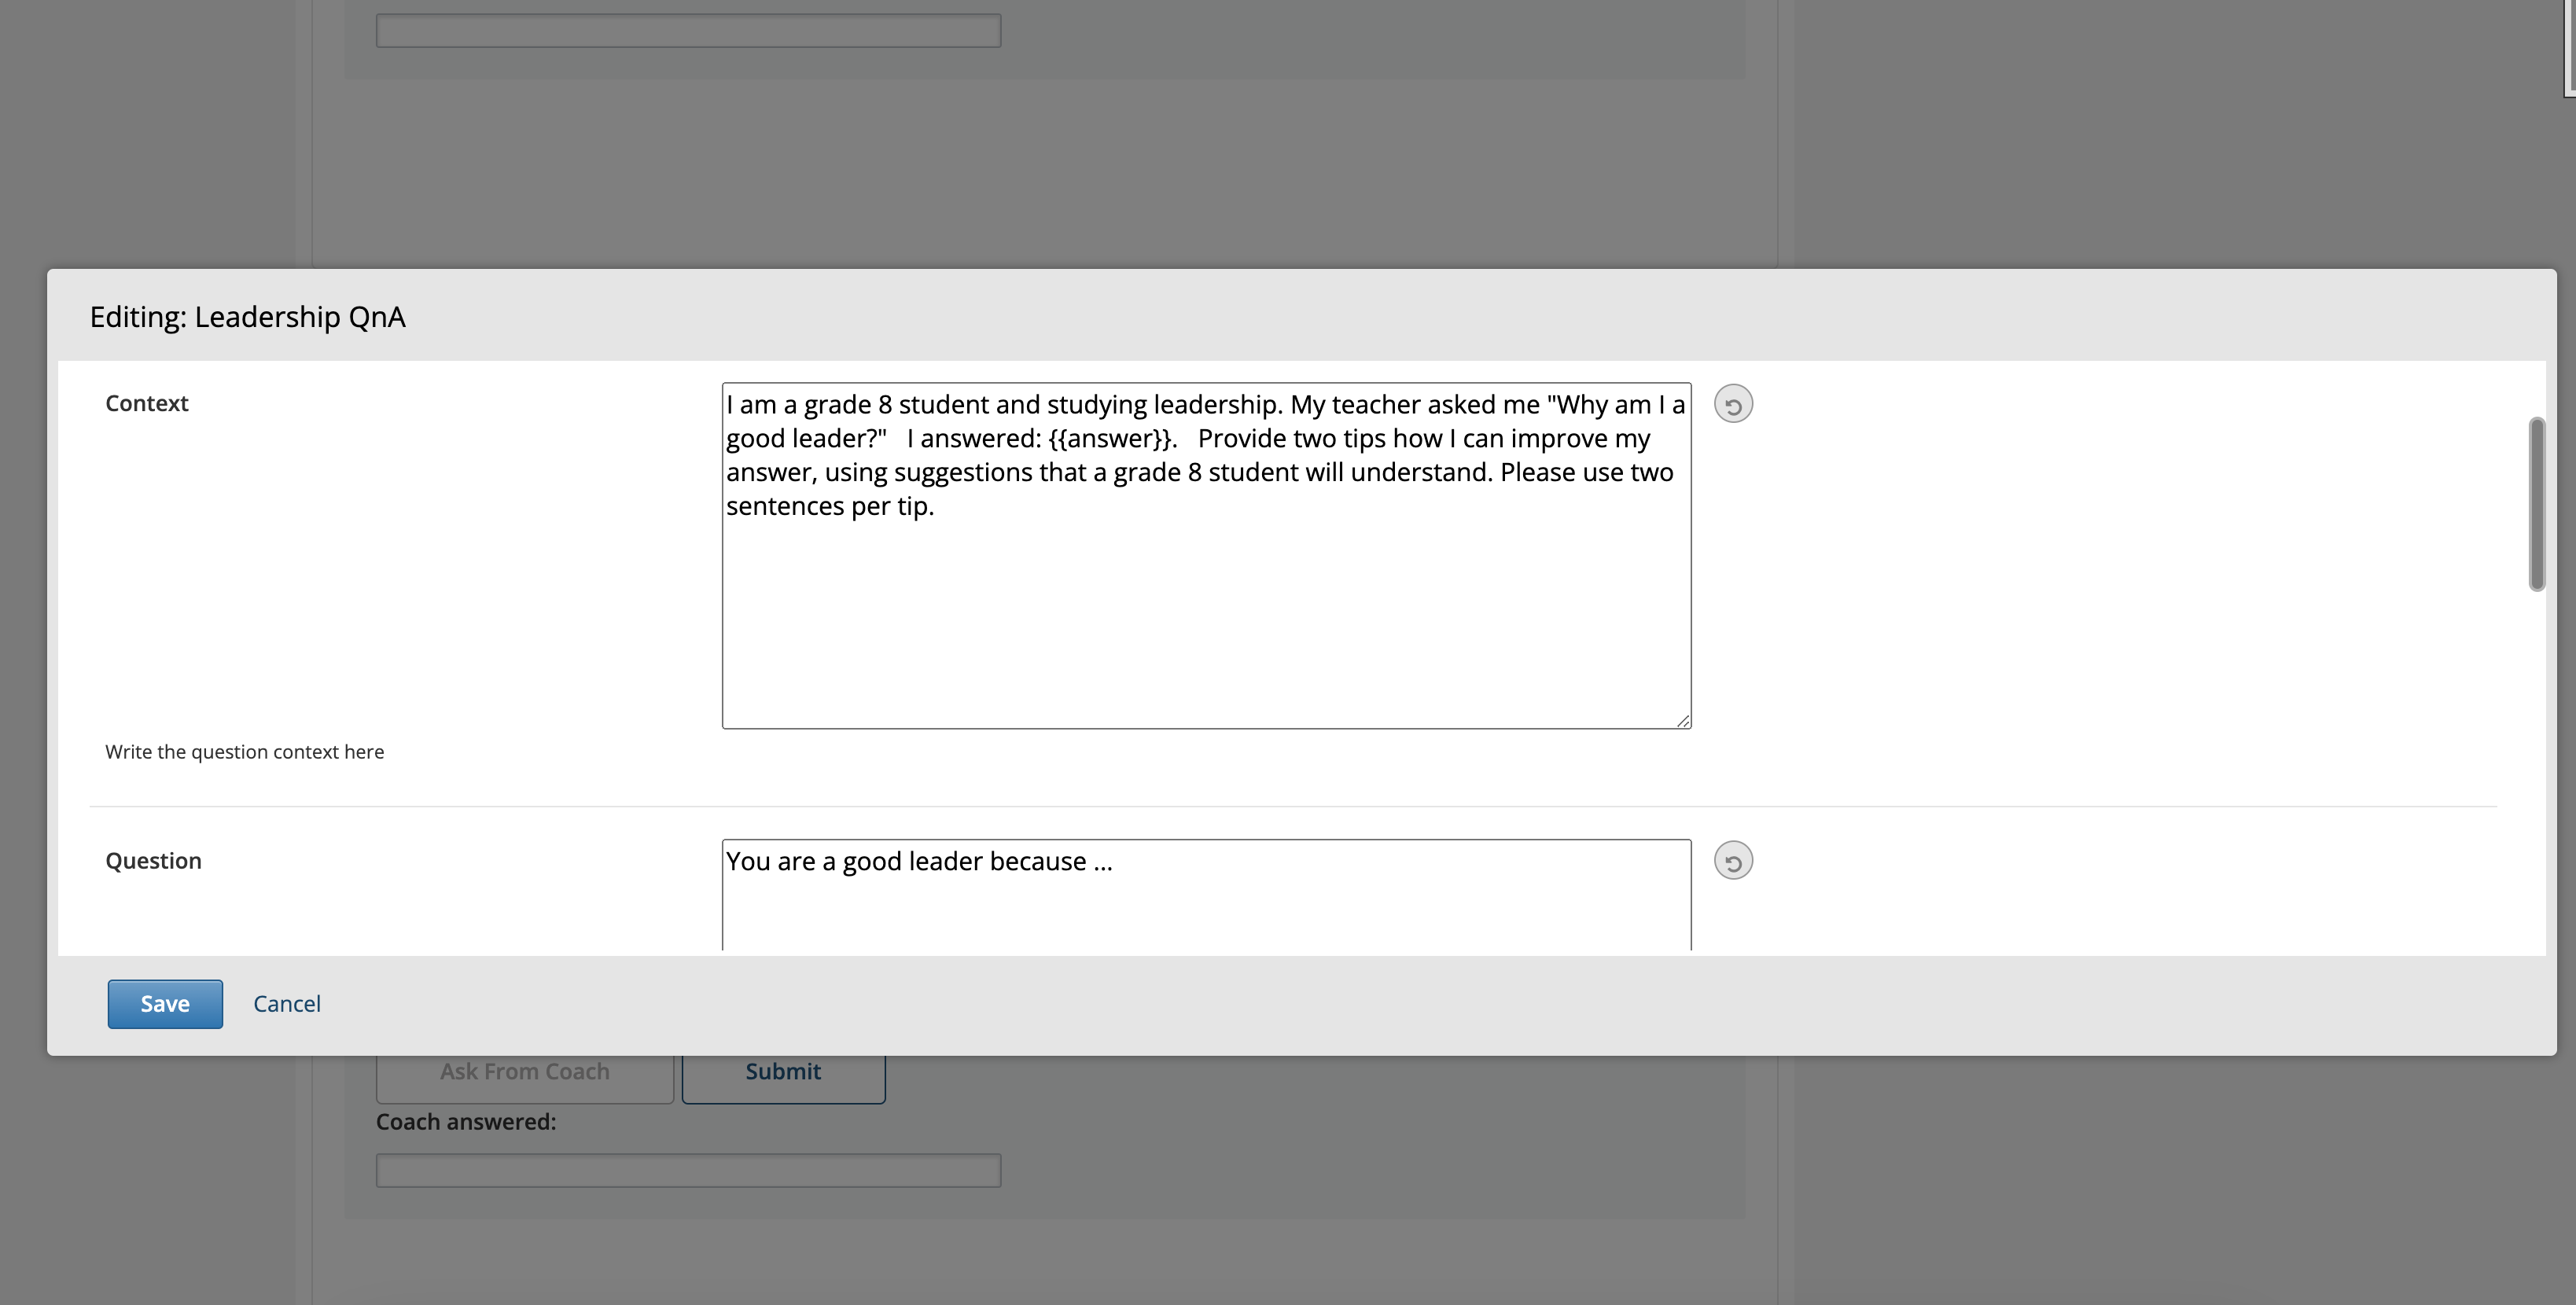 Editing: Leadership QnA
Context
I am a grade 8 student and studying leadership. My teacher asked me "Why am I a
good leader?"   I answered: {{answer}}.   Provide two tips how I can improve my
answer, using suggestions that a grade 8 student will understand. Please use two
sentences per tip.
Write the question context here
Question
You are a good leader because ...
Save
Cancel
Ask From Coach
Submit
Coach answered: